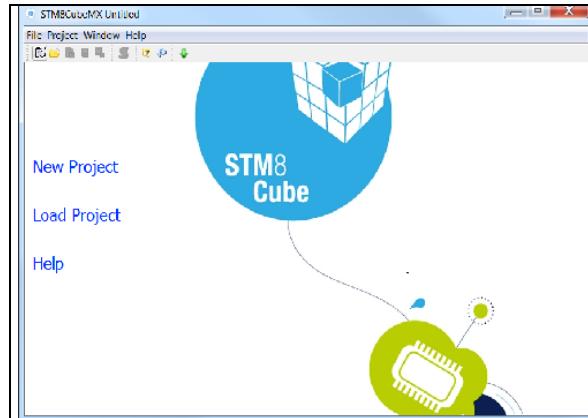 STM8CubeMX Untitled
File Project Window Help
STM8
Cube
New Project
Load Project
Help